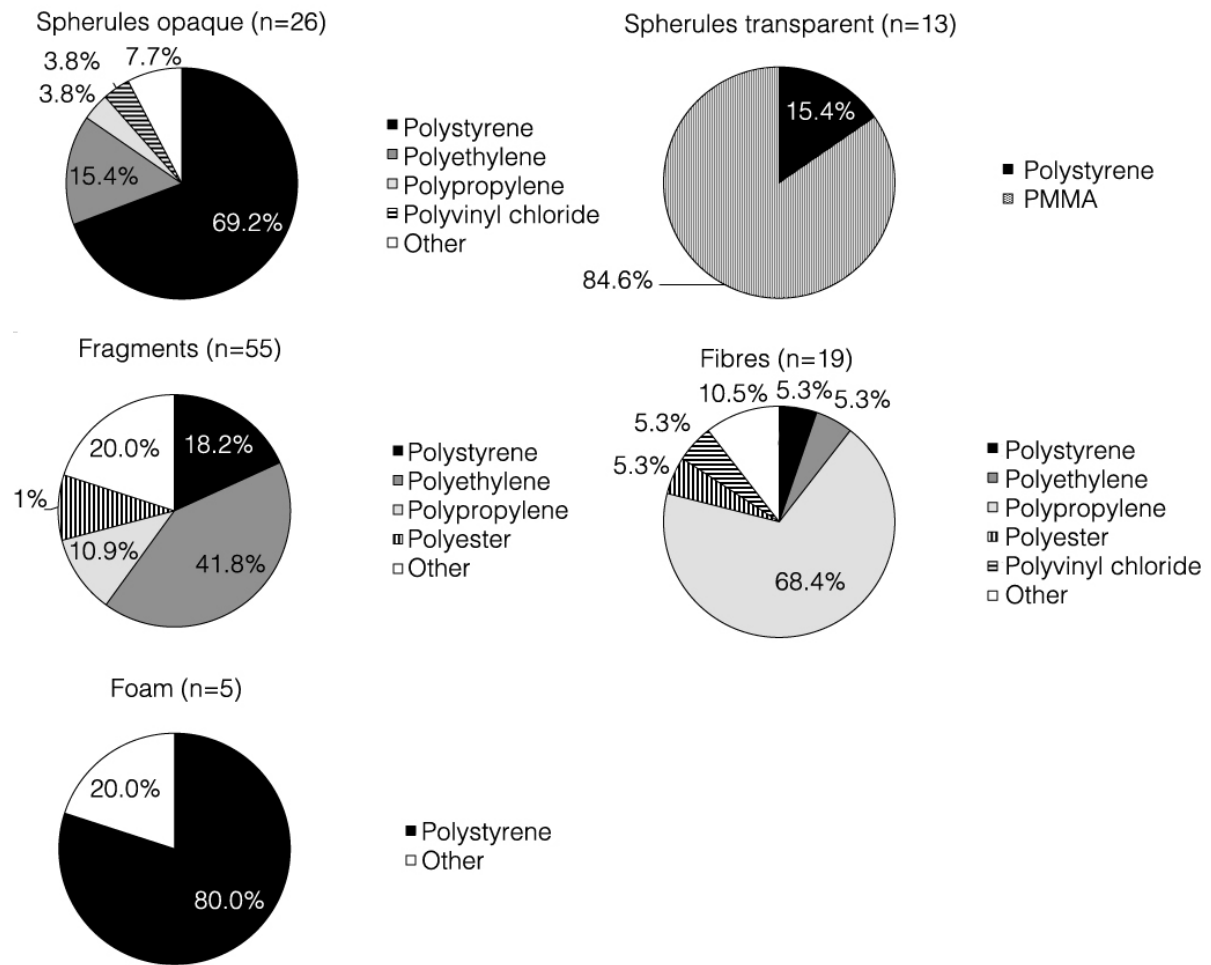 Spherules opaque (n=26)
3.8%
7.7%
3.8%
15.4%
69.2%
Polystyrene
Polyethylene
Polypropylene
Polyvinyl chloride
Other
Spherules transparent (n=13)
15.4%
84.6%
Polystyrene
PMMA
Fragments (n=55)
20.0%
18.2%
1%
10.9%
41.8%
Polystyrene
Polyethylene
Polypropylene
Polyester
Other
Fibres (n=19)
10.5%
5.3%
5.3%
5.3%
5.3%
68.4%
Polystyrene
Polyethylene
Polypropylene
Polyester
Polyvinyl chloride
Other
Foam (n=5)
20.0%
80.0%
Polystyrene
Other